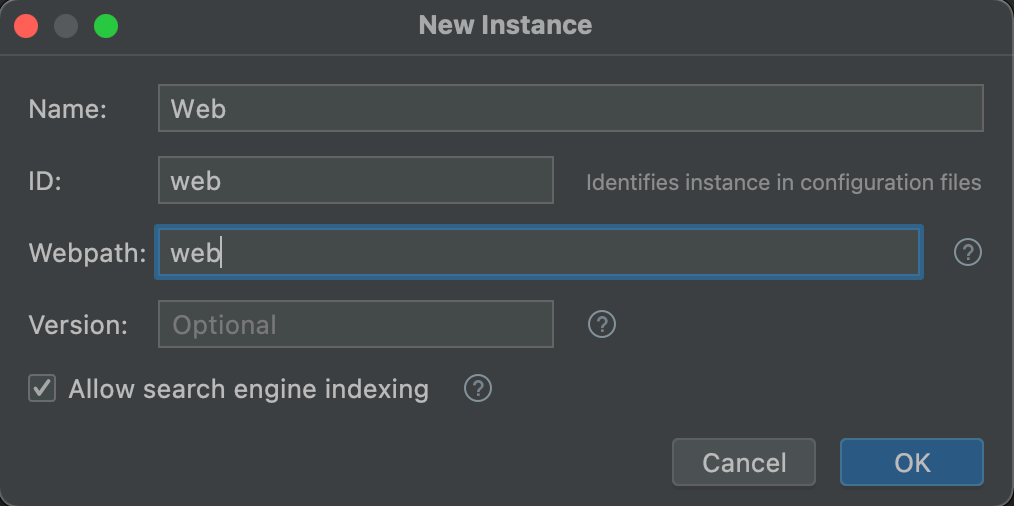 New Instance
Name: Web
ID: web Identifies instance in configuration files
Webpath: web ?
Version: Optional ?
Allow search engine indexing ?
Cancel OK